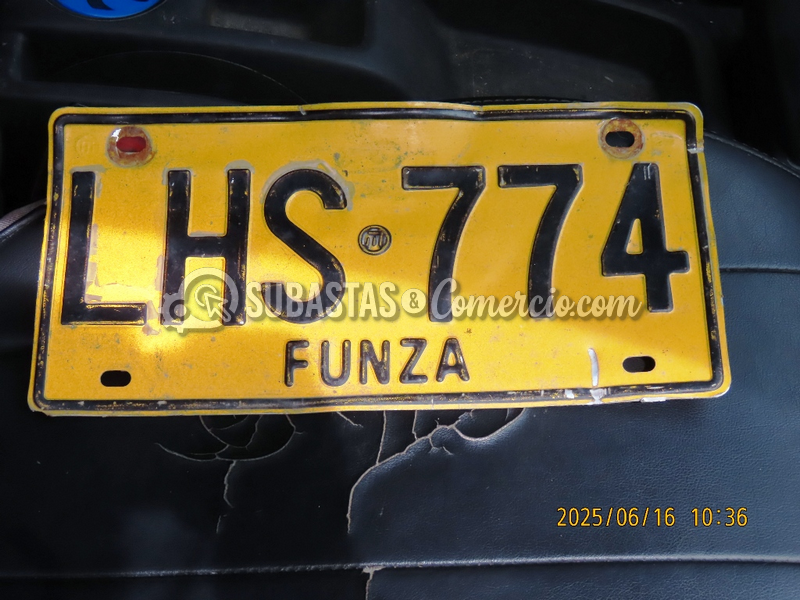 LHS 774
SUBASTAS & Comercio.com
FUNZA
2025/06/16 10:36